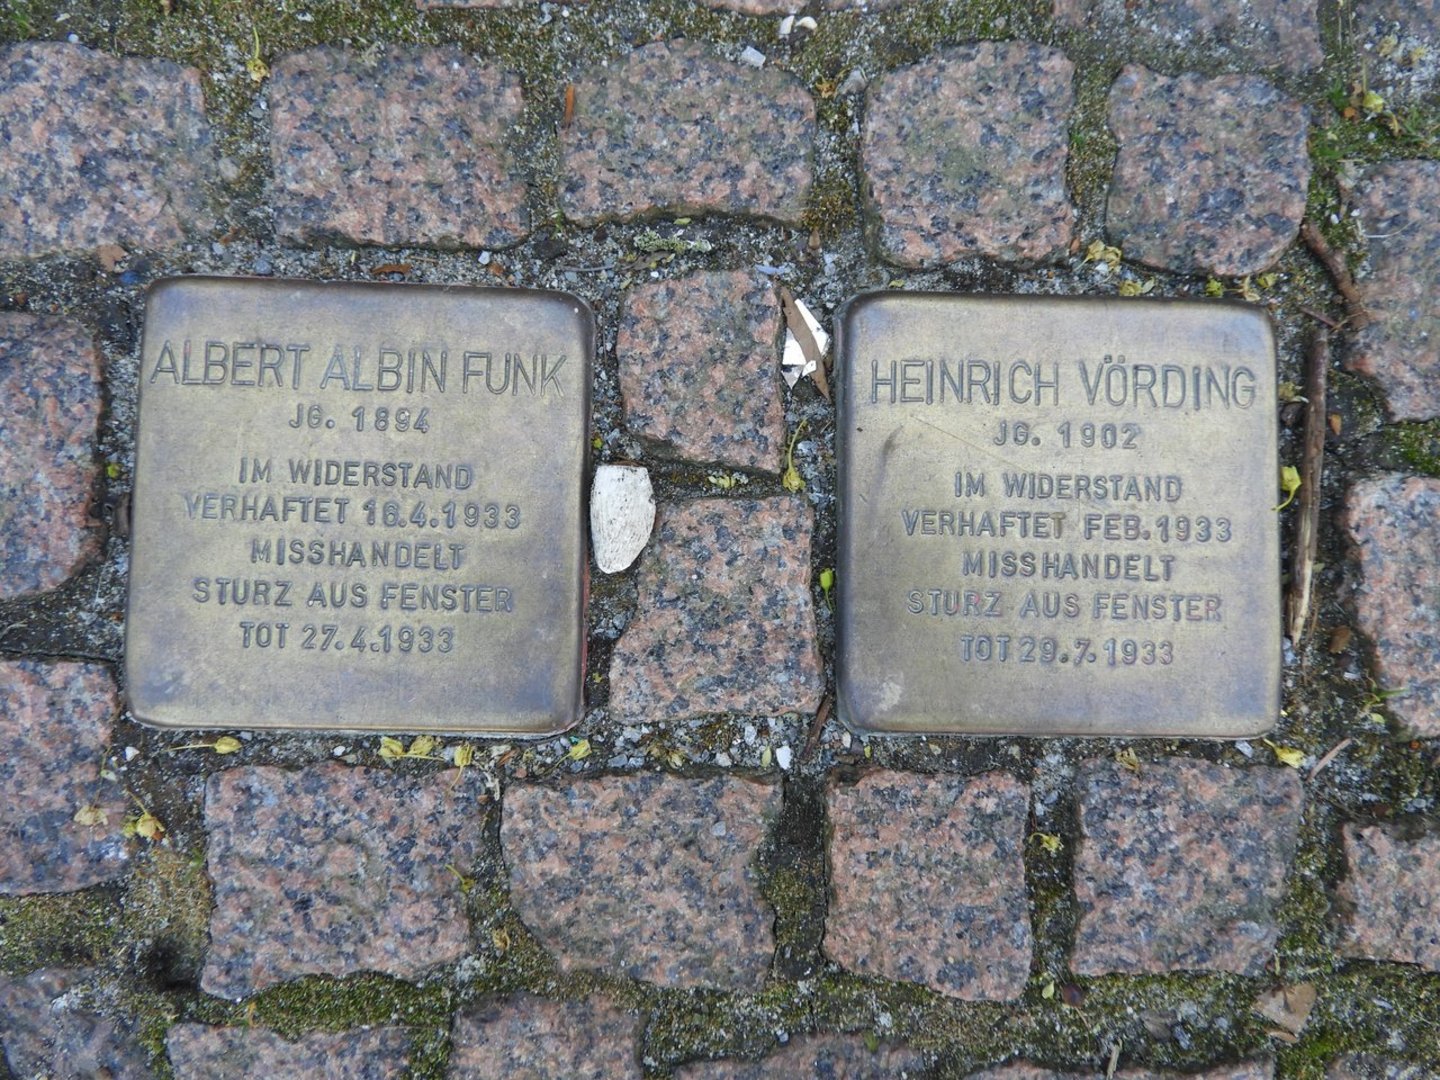 ALBERT ALBIN FUNK
JG. 1894
IM WIDERSTAND
VERHAFTET 16.4.1933
MISSHANDELT
STURZ AUS FENSTER
TOT 27.4.1933
HEINRICH VÖRDING
JG. 1902
IM WIDERSTAND
VERHAFTET FEB.1933
MISSHANDELT
STURZ AUS FENSTER
TOT 29.7.1933